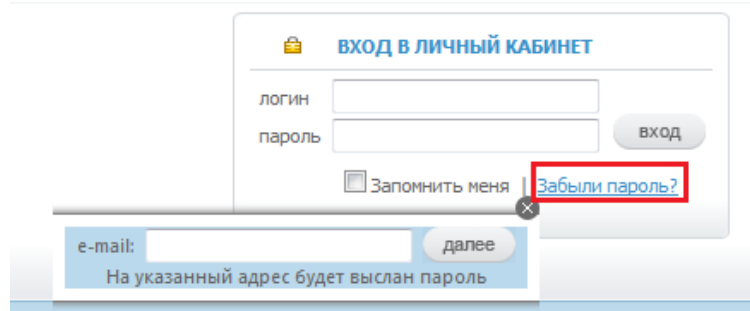 ВХОД В ЛИЧНЫЙ КАБИНЕТ
логин
пароль
вход
Запомнить меня | Забыли пароль?
e-mail:
далее
На указанный адрес будет выслан пароль